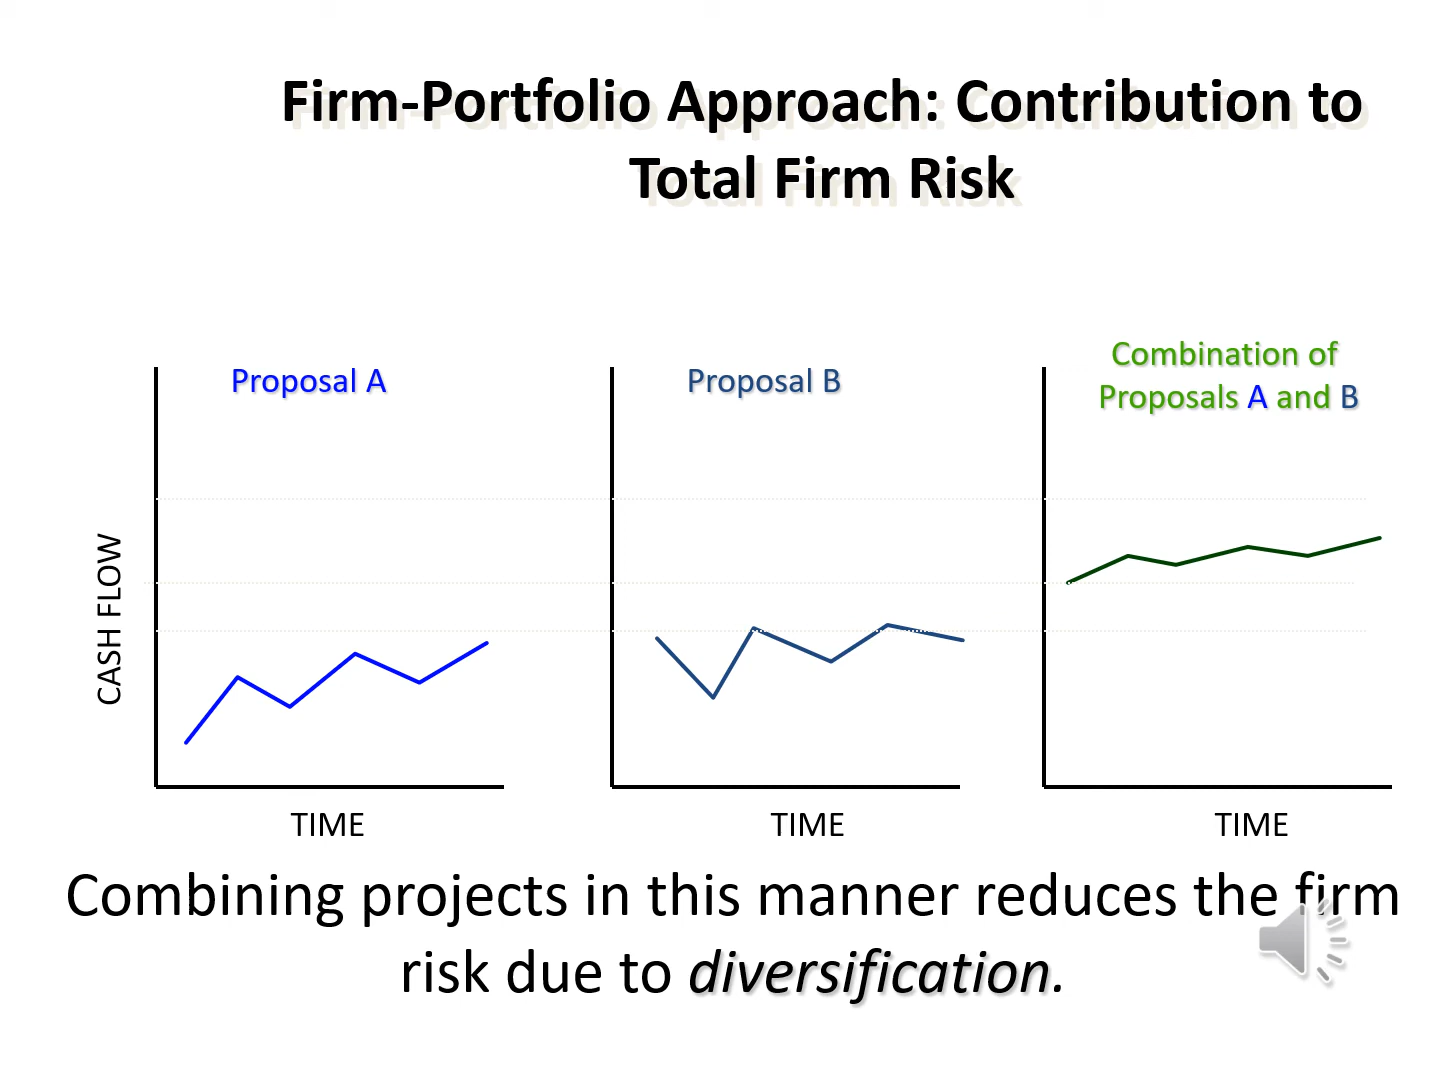 Firm-Portfolio Approach: Contribution to
Total Firm Risk
Proposal A
Proposal B
Combination of
Proposals A and B
CASH FLOW
TIME
TIME
TIME
Combining projects in this manner reduces the firm
risk due to diversification.